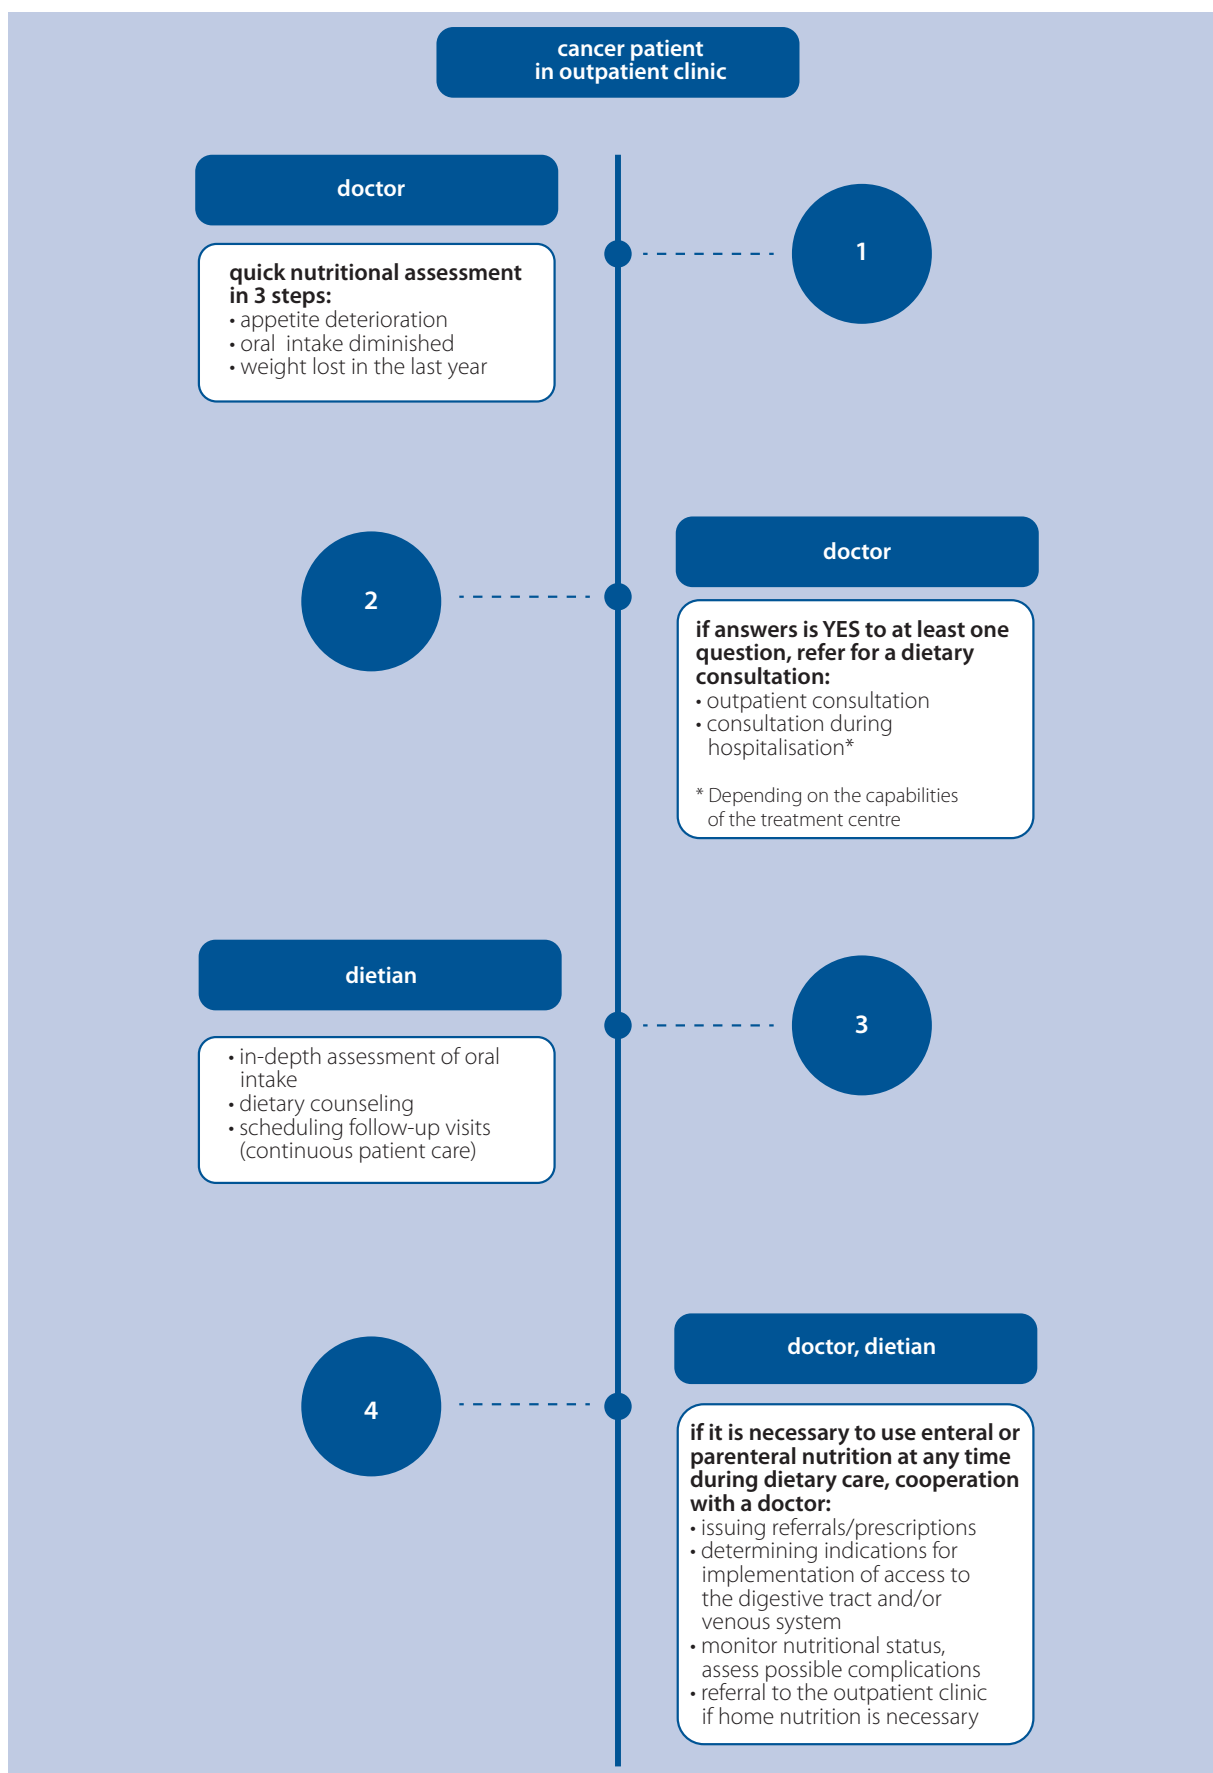 cancer patient
in outpatient clinic
doctor
1
quick nutritional assessment
in 3 steps:
• appetite deterioration
• oral intake diminished
• weight lost in the last year
2
doctor
if answers is YES to at least one
question, refer for a dietary
consultation:
• outpatient consultation
• consultation during
hospitalisation*
* Depending on the capabilities
of the treatment centre
dietian
3
• in-depth assessment of oral
intake
• dietary counseling
• scheduling follow-up visits
(continuous patient care)
4
doctor, dietian
if it is necessary to use enteral or
parenteral nutrition at any time
during dietary care, cooperation
with a doctor:
• issuing referrals/prescriptions
• determining indications for
implementation of access to
the digestive tract and/or
venous system
• monitor nutritional status,
assess possible complications
• referral to the outpatient clinic
if home nutrition is necessary